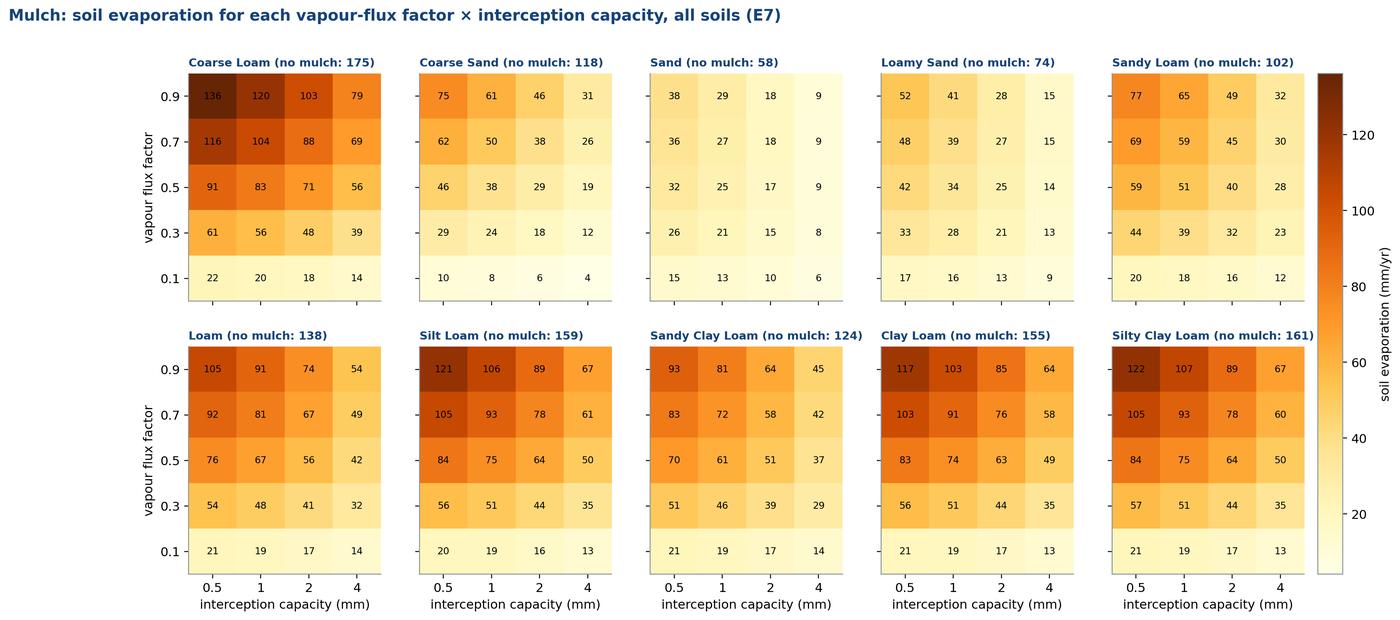 Mulch: soil evaporation for each vapour-flux factor × interception capacity, all soils (E7)
Coarse Loam (no mulch: 175)
Coarse Sand (no mulch: 118)
Sand (no mulch: 58)
Loamy Sand (no mulch: 74)
Sandy Loam (no mulch: 102)
vapour flux factor
0.9 136 120 103 79 75 61 46 31 38 29 18 9 52 41 28 15 77 65 49 32
0.7 116 104 88 69 62 50 38 26 36 27 18 9 48 39 27 15 69 59 45 30
0.5 91 83 71 56 46 38 29 19 32 25 17 9 42 34 25 14 59 51 40 28
0.3 61 56 48 39 29 24 18 12 26 21 15 8 33 28 21 13 44 39 32 23
0.1 22 20 18 14 10 8 6 4 15 13 10 6 17 16 13 9 20 18 16 12
Loam (no mulch: 138)
Silt Loam (no mulch: 159)
Sandy Clay Loam (no mulch: 124)
Clay Loam (no mulch: 155)
Silty Clay Loam (no mulch: 161)
vapour flux factor
0.9 105 91 74 54 121 106 89 67 93 81 64 45 117 103 85 64 122 107 89 67
0.7 92 81 67 49 105 93 78 61 83 72 58 42 103 91 76 58 105 93 78 60
0.5 76 67 56 42 84 75 64 50 70 61 51 37 83 74 63 49 84 75 64 50
0.3 54 48 41 32 56 51 44 35 51 46 39 29 56 51 44 35 57 51 44 35
0.1 21 19 17 14 20 19 16 13 21 19 17 14 21 19 17 13 21 19 17 13
0.5 1 2 4 0.5 1 2 4 0.5 1 2 4 0.5 1 2 4 0.5 1 2 4
interception capacity (mm)
interception capacity (mm)
interception capacity (mm)
interception capacity (mm)
interception capacity (mm)
120
100
80
60
40
20
soil evaporation (mm/yr)